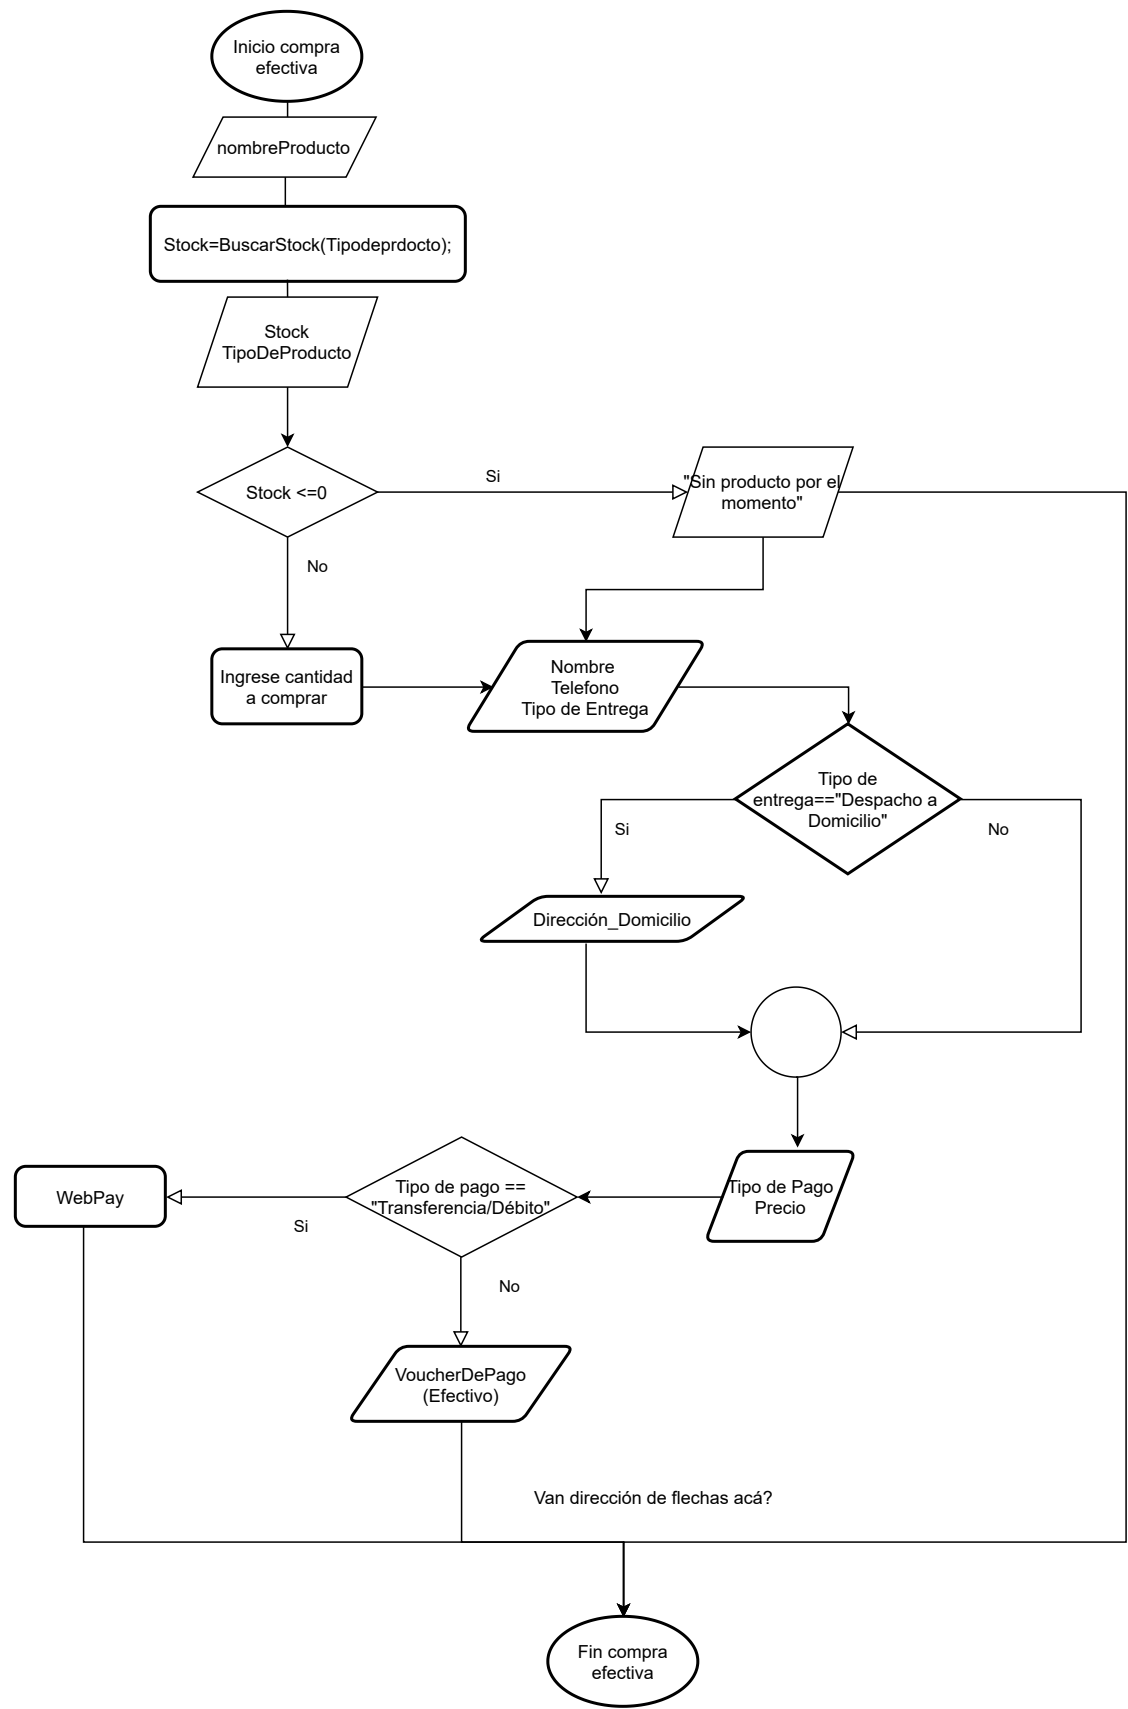 Inicio compra
efectiva
nombreProducto
Stock=BuscarStock(Tipodeprdocto);
Stock
TipoDeProducto
Stock <=0
Si
"Sin producto por el
momento"
No
Ingrese cantidad
a comprar
Nombre
Telefono
Tipo de Entrega
Tipo de
entrega=="Despacho a
Domicilio"
Si
No
Dirección_Domicilio
Tipo de Pago
Precio
Tipo de pago ==
"Transferencia/Débito"
Si
WebPay
No
VoucherDePago
(Efectivo)
Van dirección de flechas acá?
Fin compra
efectiva